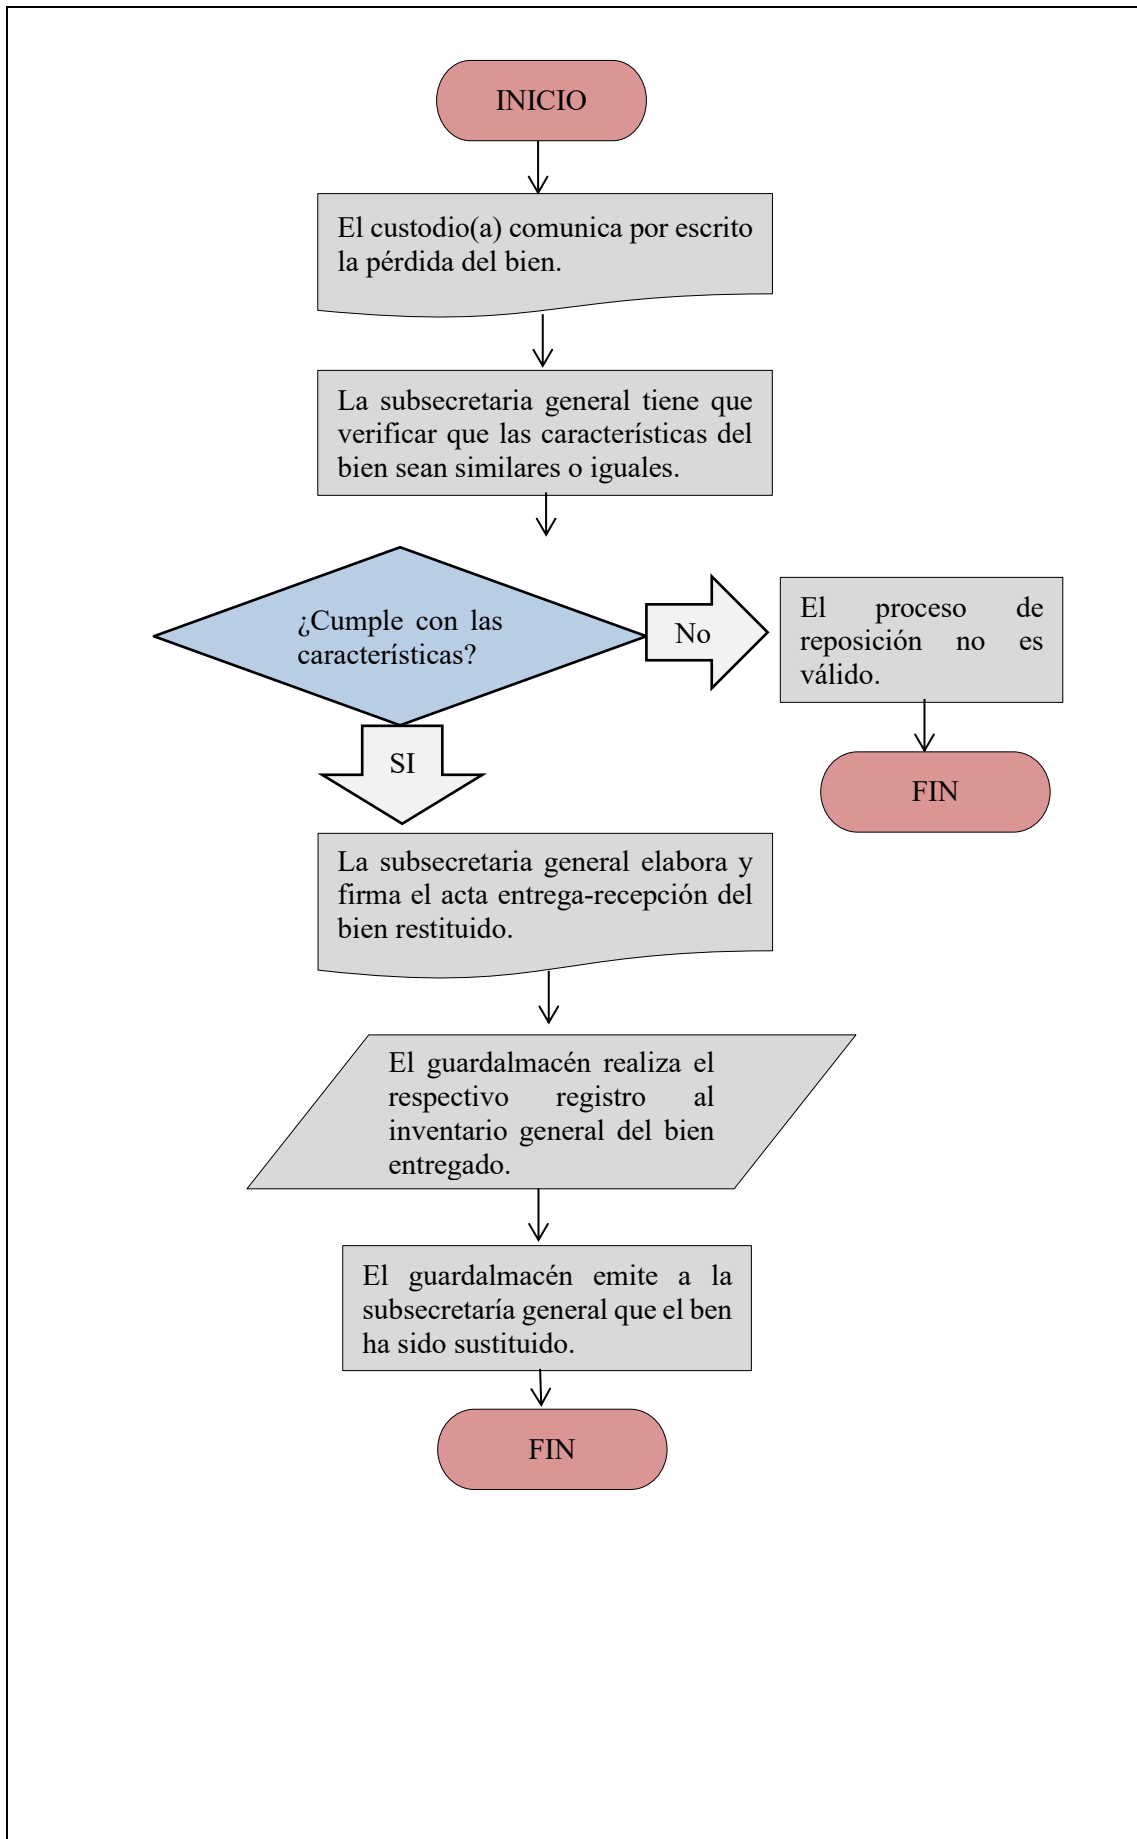 INICIO
El custodio(a) comunica por escrito
la pérdida del bien.
La subsecretaria general tiene que
verificar que las características del
bien sean similares o iguales.
¿Cumple con las
características?
No
El proceso de
reposición no es
válido.
FIN
SI
La subsecretaria general elabora y
firma el acta entrega-recepción del
bien restituido.
El guardalmacén realiza el
respectivo registro al
inventario general del bien
entregado.
El guardalmacén emite a la
subsecretaría general que el ben
ha sido sustituido.
FIN